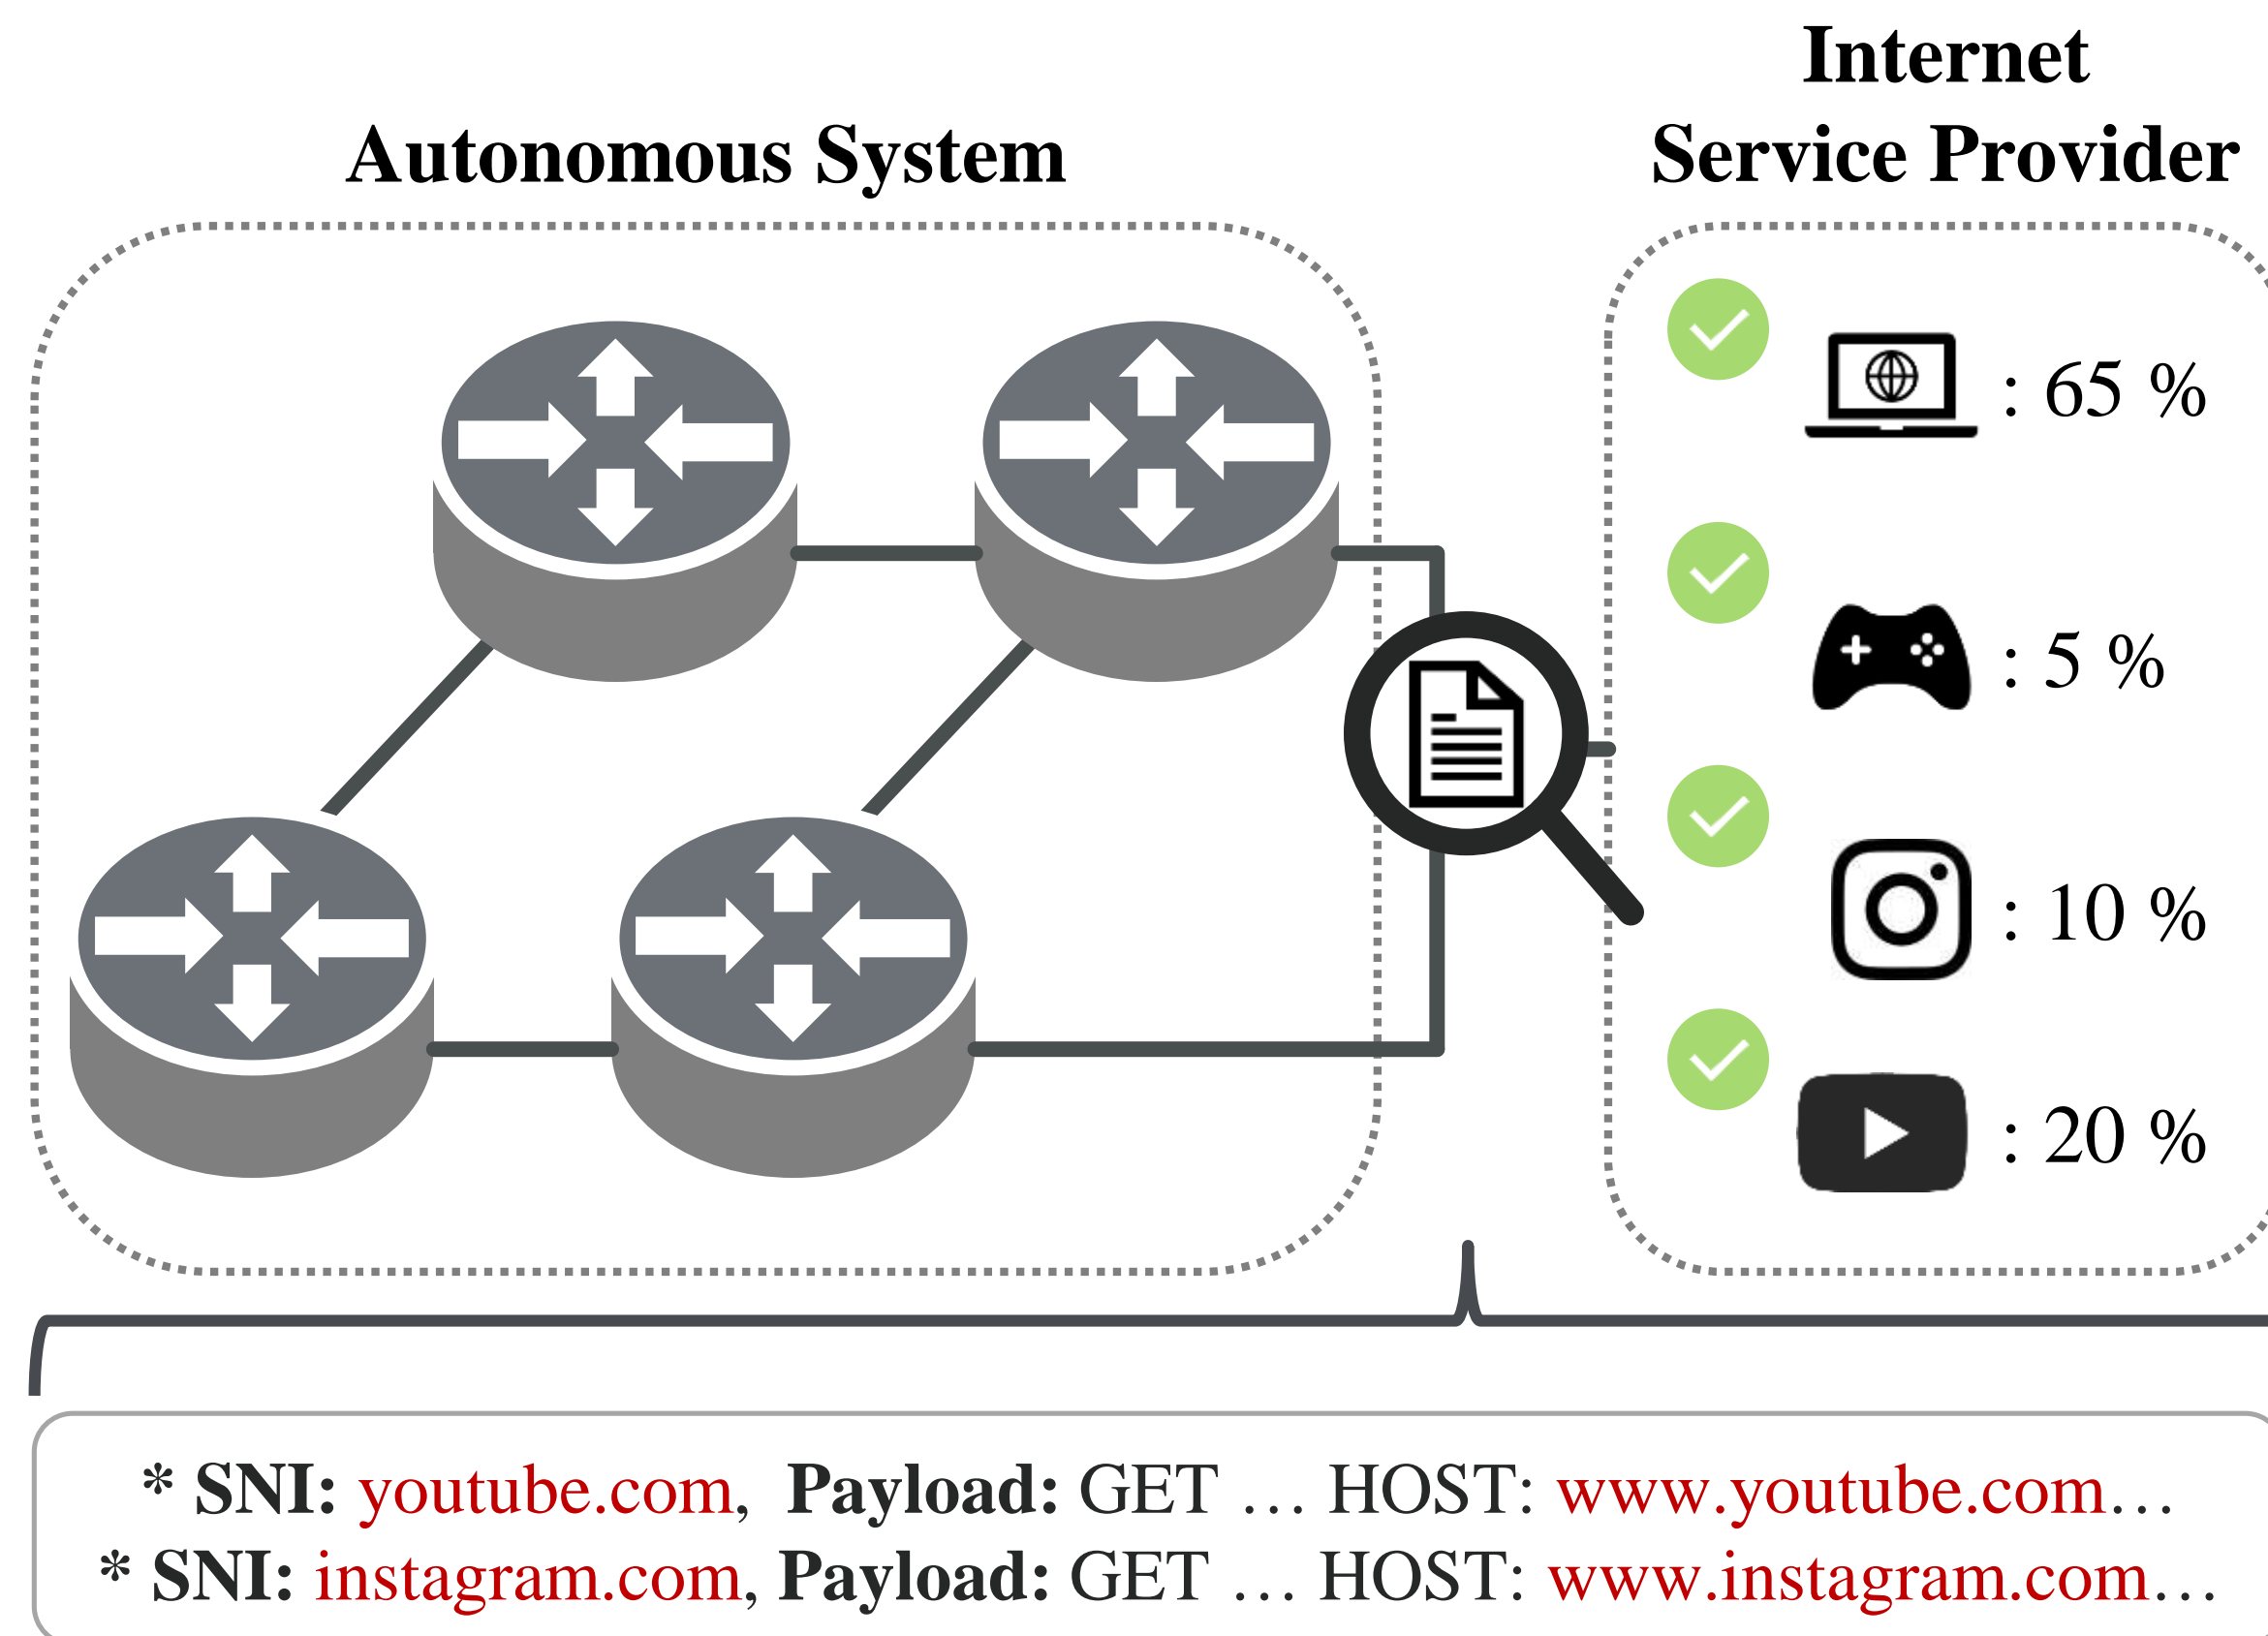 Internet
Autonomous System
Service Provider
: 65 %
: 5 %
: 10 %
: 20 %
* SNI: youtube.com, Payload: GET ... HOST: www.youtube.com...
* SNI: instagram.com, Payload: GET ... HOST: www.instagram.com...